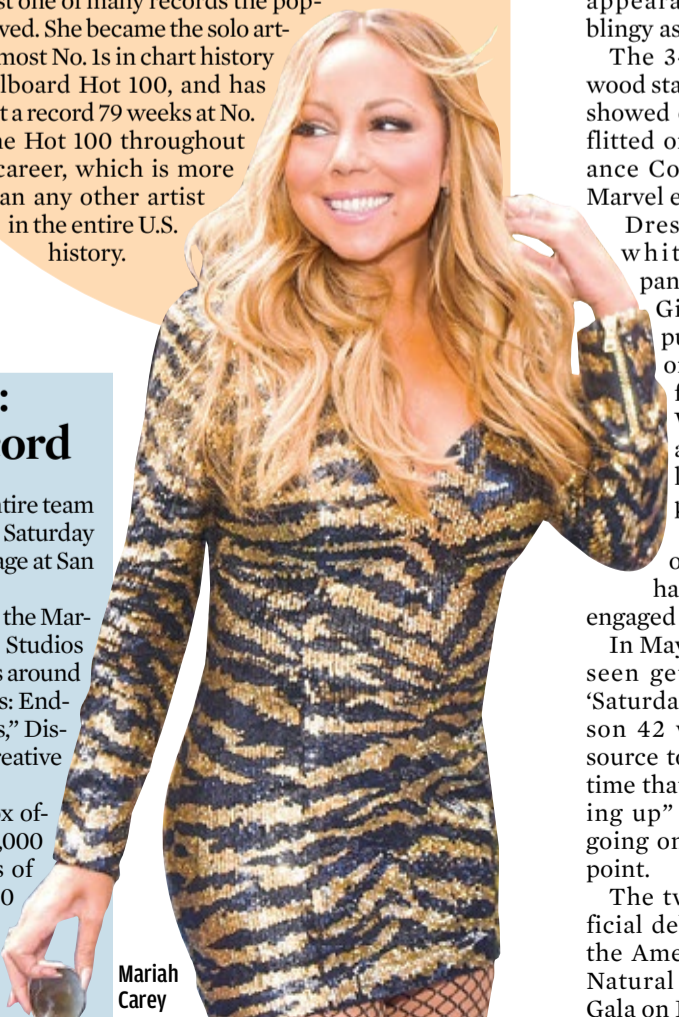 st one of many records the pop-
ved. She became the solo art-
most No. 1s in chart history
lboard Hot 100, and has
t a record 79 weeks at No.
ne Hot 100 throughout
career, which is more
an any other artist
in the entire U.S.
history.
:
cord
ntire team
Saturday
age at San
the Mar-
Studios
s around
s: End-
s,” Dis-
reative
x of-
,000
s of
0
Mariah
Carey
appeara
blingy as
The 3-
wood sta
showed
flitted o
ance Co
Marvel e
Dres
whit
pan
Gi
pu
o
f
v
a
l
p
o
ha
engaged
In May
seen ge
‘Saturda
son 42 v
source to
time tha
ing up”
going on
point.
The tw
ficial de
the Ame
Natural
Gala on